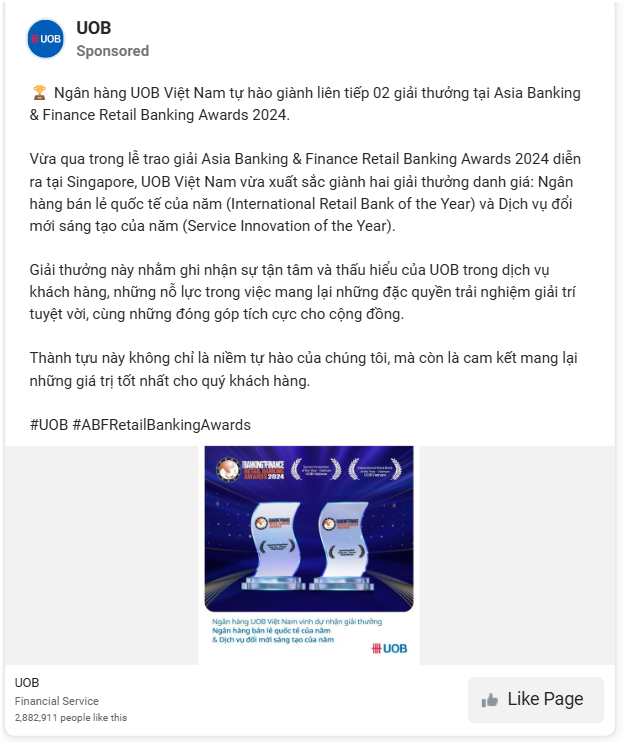 UOB
UOB
Sponsored
🏆 Ngân hàng UOB Việt Nam tự hào giành liên tiếp 02 giải thưởng tại Asia Banking
& Finance Retail Banking Awards 2024.
Vừa qua trong lễ trao giải Asia Banking & Finance Retail Banking Awards 2024 diễn
ra tại Singapore, UOB Việt Nam vừa xuất sắc giành hai giải thưởng danh giá: Ngân
hàng bán lẻ quốc tế của năm (International Retail Bank of the Year) và Dịch vụ đổi
mới sáng tạo của năm (Service Innovation of the Year).
Giải thưởng này nhằm ghi nhận sự tận tâm và thấu hiểu của UOB trong dịch vụ
khách hàng, những nỗ lực trong việc mang lại những đặc quyền trải nghiệm giải trí
tuyệt vời, cùng những đóng góp tích cực cho cộng đồng.
Thành tựu này không chỉ là niềm tự hào của chúng tôi, mà còn là cam kết mang lại
những giá trị tốt nhất cho quý khách hàng.
#UOB #ABFRetailBankingAwards
BANKING FINANCE
RETAIL BANKING
AWARDS 2024
Ngân hàng UOB Việt Nam vinh dự nhận giải thưởng
Ngân hàng bán lẻ quốc tế của năm
& Dịch vụ đổi mới sáng tạo của năm
UOB
UOB
Financial Service
2,882,911 people like this
Like Page